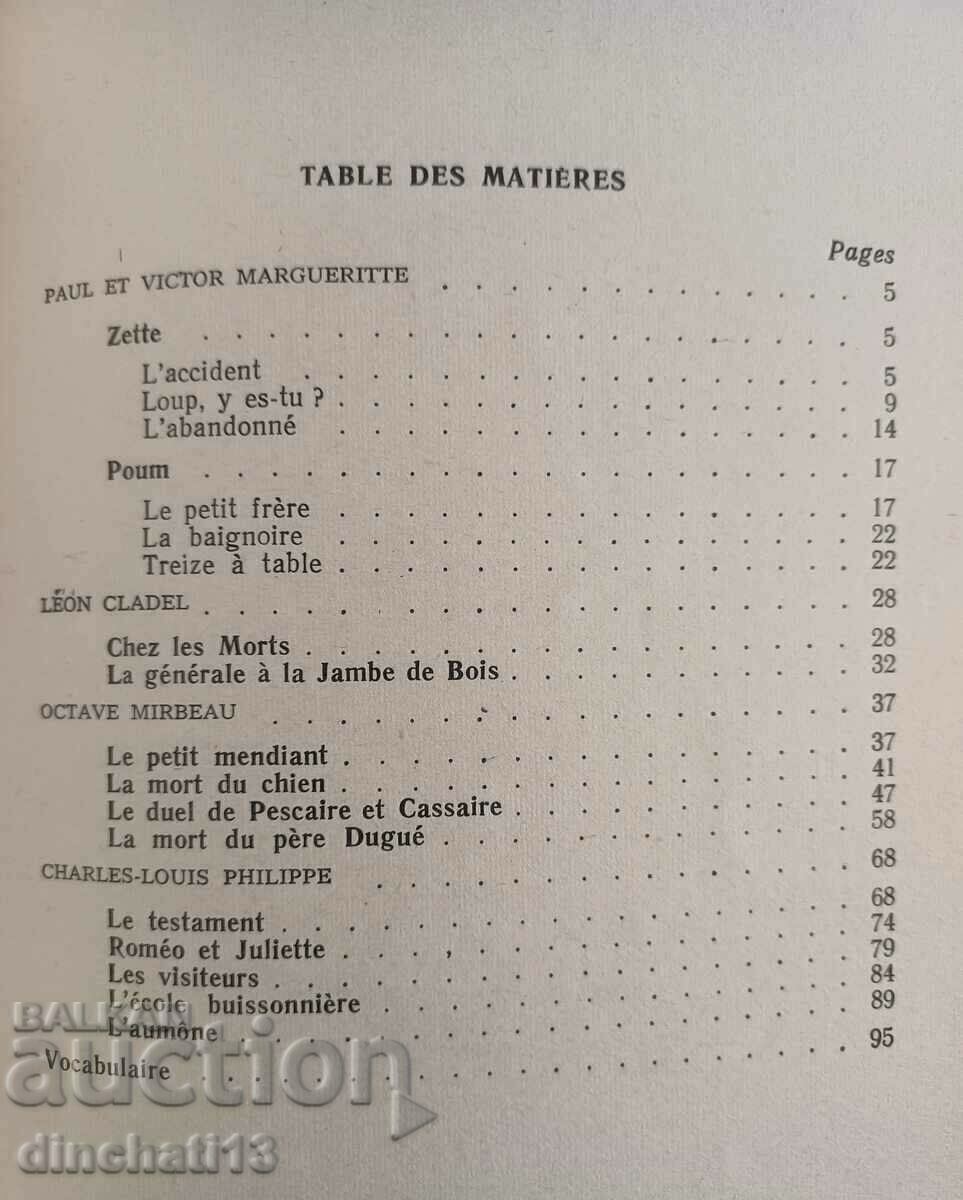 TABLE DES MATIÈRES
Pages
PAUL ET VICTOR MARGUERITTE . . . . . . . . . . . . 5
Zette . . . . . . . . . . . . . . . . . . . 5
L'accident . . . . . . . . . . . . . . . . 5
Loup, y es-tu ? . . . . . . . . . . . . . . . 9
L'abandonné . . . . . . . . . . . . . . . 14
Poum . . . . . . . . . . . . . . . . . . . 17
Le petit frère . . . . . . . . . . . . . . . 17
La baignoire . . . . . . . . . . . . . . . 22
Treize à table . . . . . . . . . . . . . . . 22
LÉON CLADEL . . . . . . . . . . . . . . . . . . 28
Chez les Morts . . . . . . . . . . . . . . . . 28
La générale à la Jambe de Bois . . . . . . . . . . 32
OCTAVE MIRBEAU . . . . . . . . . . . . . . . . 37
Le petit mendiant . . . . . . . . . . . . . . . 37
La mort du chien . . . . . . . . . . . . . . . 41
Le duel de Pescaire et Cassaire . . . . . . . . . . 47
La mort du père Dugué . . . . . . . . . . . . 58
CHARLES-LOUIS PHILIPPE . . . . . . . . . . . . . 68
Le testament . . . . . . . . . . . . . . . . 68
Roméo et Juliette . . . . . . . . . . . . . . . 74
Les visiteurs . . . . . . . . . . . . . . . . . 79
L'école buissonnière . . . . . . . . . . . . . . 84
L'aumône . . . . . . . . . . . . . . . . . . 89
Vocabulaire . . . . . . . . . . . . . . . . . . 95
BALKAN
auction
dinchati13